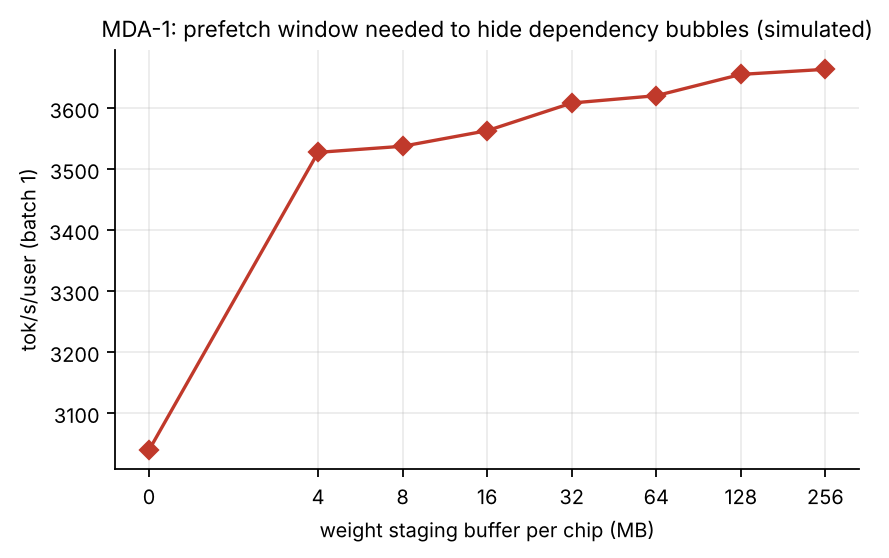 MDA-1: prefetch window needed to hide dependency bubbles (simulated)
tok/s/user (batch 1)
3600
3500
3400
3300
3200
3100
0 4 8 16 32 64 128 256
weight staging buffer per chip (MB)